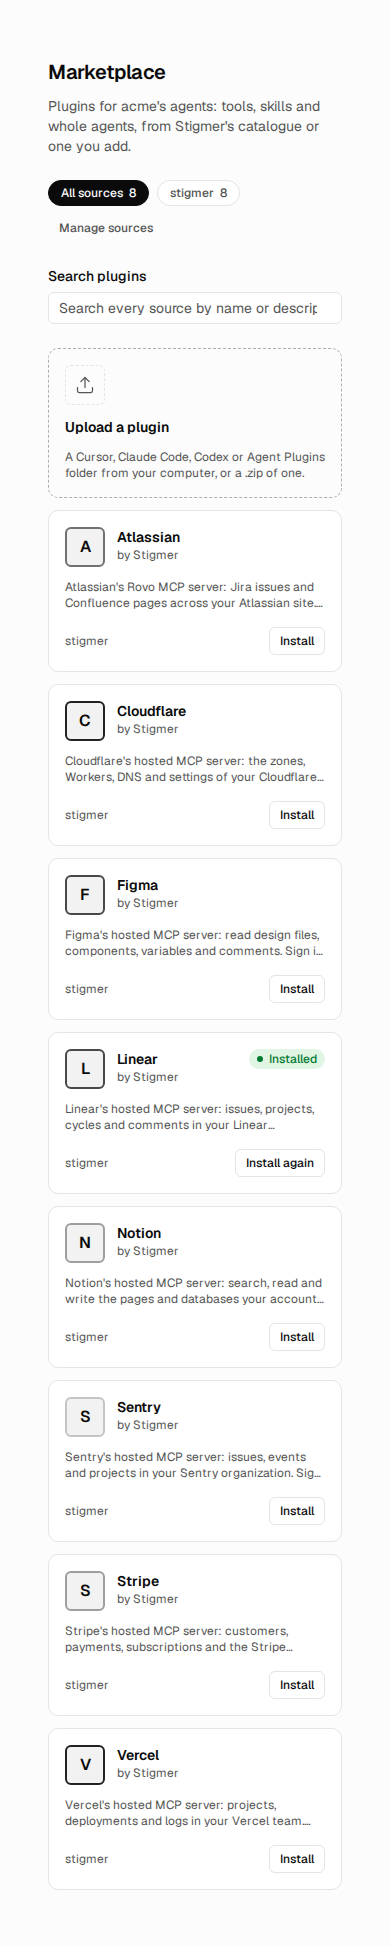 Marketplace
Plugins for acme's agents: tools, skills and
whole agents, from Stigmer's catalogue or
one you add.
All sources 8
stigmer 8
Manage sources
Search plugins
Search every source by name or descrip
Upload a plugin
A Cursor, Claude Code, Codex or Agent Plugins
folder from your computer, or a .zip of one.
A
Atlassian
by Stigmer
Atlassian's Rovo MCP server: Jira issues and
Confluence pages across your Atlassian site.…
stigmer
Install
C
Cloudflare
by Stigmer
Cloudflare's hosted MCP server: the zones,
Workers, DNS and settings of your Cloudflare…
stigmer
Install
F
Figma
by Stigmer
Figma's hosted MCP server: read design files,
components, variables and comments. Sign i…
stigmer
Install
L
Linear
Installed
by Stigmer
Linear's hosted MCP server: issues, projects,
cycles and comments in your Linear…
stigmer
Install again
N
Notion
by Stigmer
Notion's hosted MCP server: search, read and
write the pages and databases your account…
stigmer
Install
S
Sentry
by Stigmer
Sentry's hosted MCP server: issues, events
and projects in your Sentry organization. Sig…
stigmer
Install
S
Stripe
by Stigmer
Stripe's hosted MCP server: customers,
payments, subscriptions and the Stripe…
stigmer
Install
V
Vercel
by Stigmer
Vercel's hosted MCP server: projects,
deployments and logs in your Vercel team.…
stigmer
Install